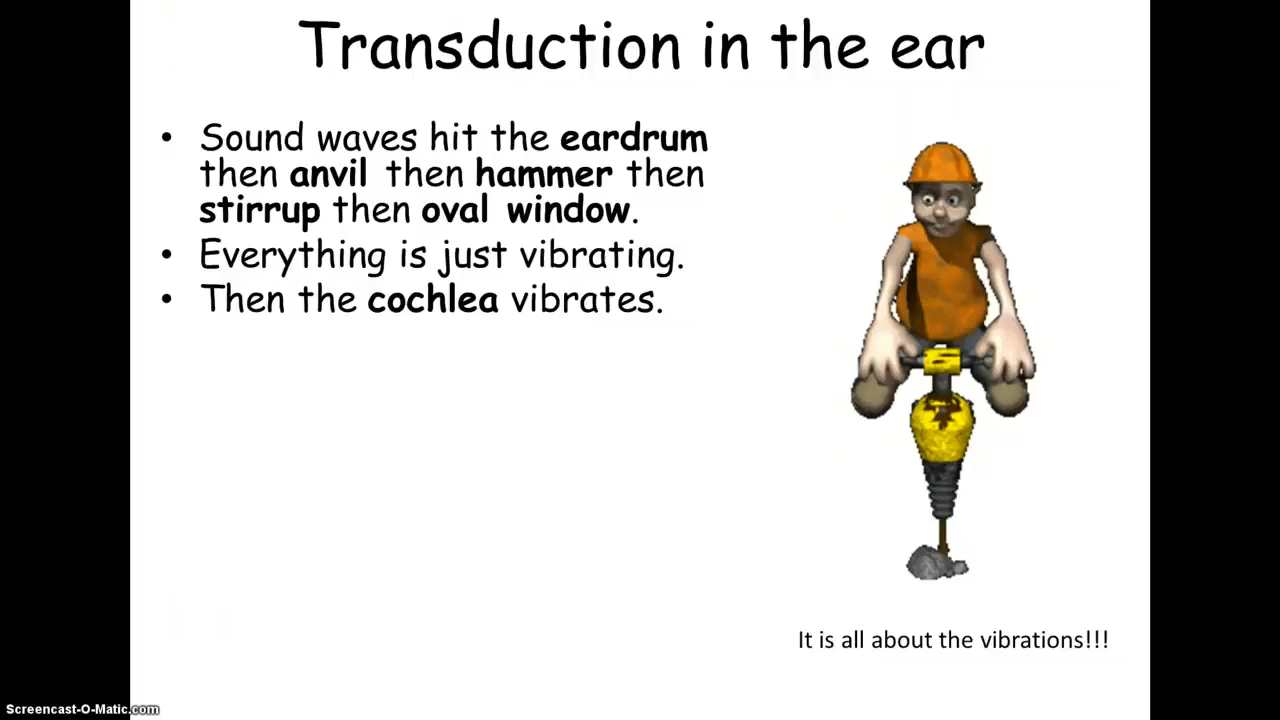 Transduction in the ear
• Sound waves hit the eardrum
then anvil then hammer then
stirrup then oval window.
• Everything is just vibrating.
• Then the cochlea vibrates.
It is all about the vibrations!!!
Screencast-O-Matic.com